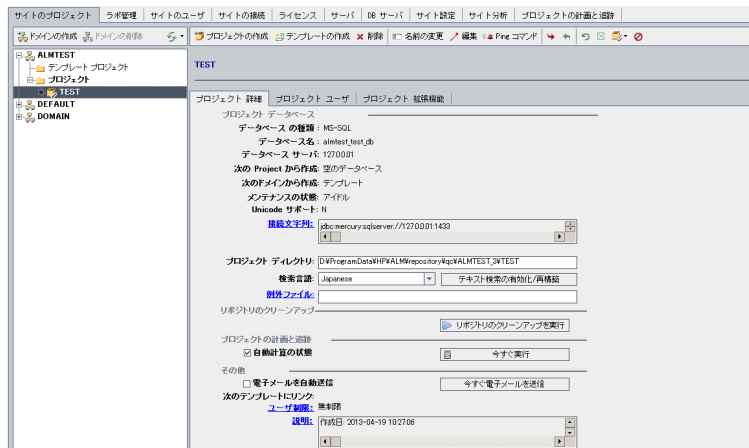 サイトのプロジェクト ラボ管理 サイトのユーザ サイトの接続 ライセンス サーバ DB サーバ サイト設定 サイト分析 プロジェクトの計画と追跡
ドメインの作成 ドメインの削除 プロジェクトの作成 テンプレートの作成 削除 名前の変更 編集 Ping コマンド
ALMTEST
テンプレート プロジェクト
プロジェクト
TEST
DEFAULT
DOMAIN
TEST
プロジェクト 詳細 プロジェクト ユーザ プロジェクト 拡張機能
プロジェクト データベース
データベース の種類: MS-SQL
データベース名: almtest_test_db
データベース サーバ: 127.0.0.1
次の Project から作成: 空のデータベース
次のドメインから作成: テンプレート
メンテナンスの状態: アイドル
Unicode サポート: N
接続文字列: jdbc:mercury:sqlserver://127.0.0.1:1433
プロジェクト ディレクトリ: D:¥ProgramData¥HP¥ALM¥repository¥qc¥ALMTEST_3¥TEST
検索言語: Japanese テキスト検索の有効化/再構築
例外ファイル:
リポジトリのクリーンアップ
リポジトリのクリーンアップを実行
プロジェクトの計画と追跡
自動計算の状態 今すぐ実行
その他
電子メールを自動送信 今すぐ電子メールを送信
次のテンプレートにリンク:
ユーザ制限: 無制限
説明: 作成日: 2013-04-19 10:27:06